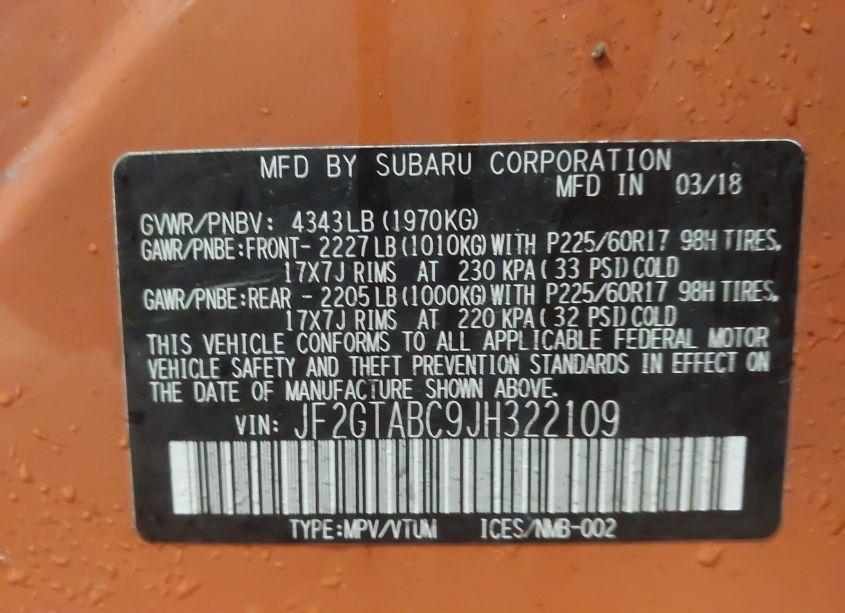 MFD BY SUBARU CORPORATION
MFD IN 03/18
GVWR/PNBV: 4343LB(1970KG)
GAWR/PNBE:FRONT- 2227LB(1010KG)WITH P225/60R17 98H TIRES,
17X7J RIMS AT 230 KPA( 33 PSI)COLD
GAWR/PNBE:REAR - 2205LB(1000KG)WITH P225/60R17 98H TIRES,
17X7J RIMS AT 220 KPA( 32 PSI)COLD
THIS VEHICLE CONFORMS TO ALL APPLICABLE FEDERAL MOTOR
VEHICLE SAFETY AND THEFT PREVENTION STANDARDS IN EFFECT ON
THE DATE OF MANUFACTURE SHOWN ABOVE.
VIN: JF2GTABC9JH322109
TYPE:MPV/VTUM ICES/NMB-002